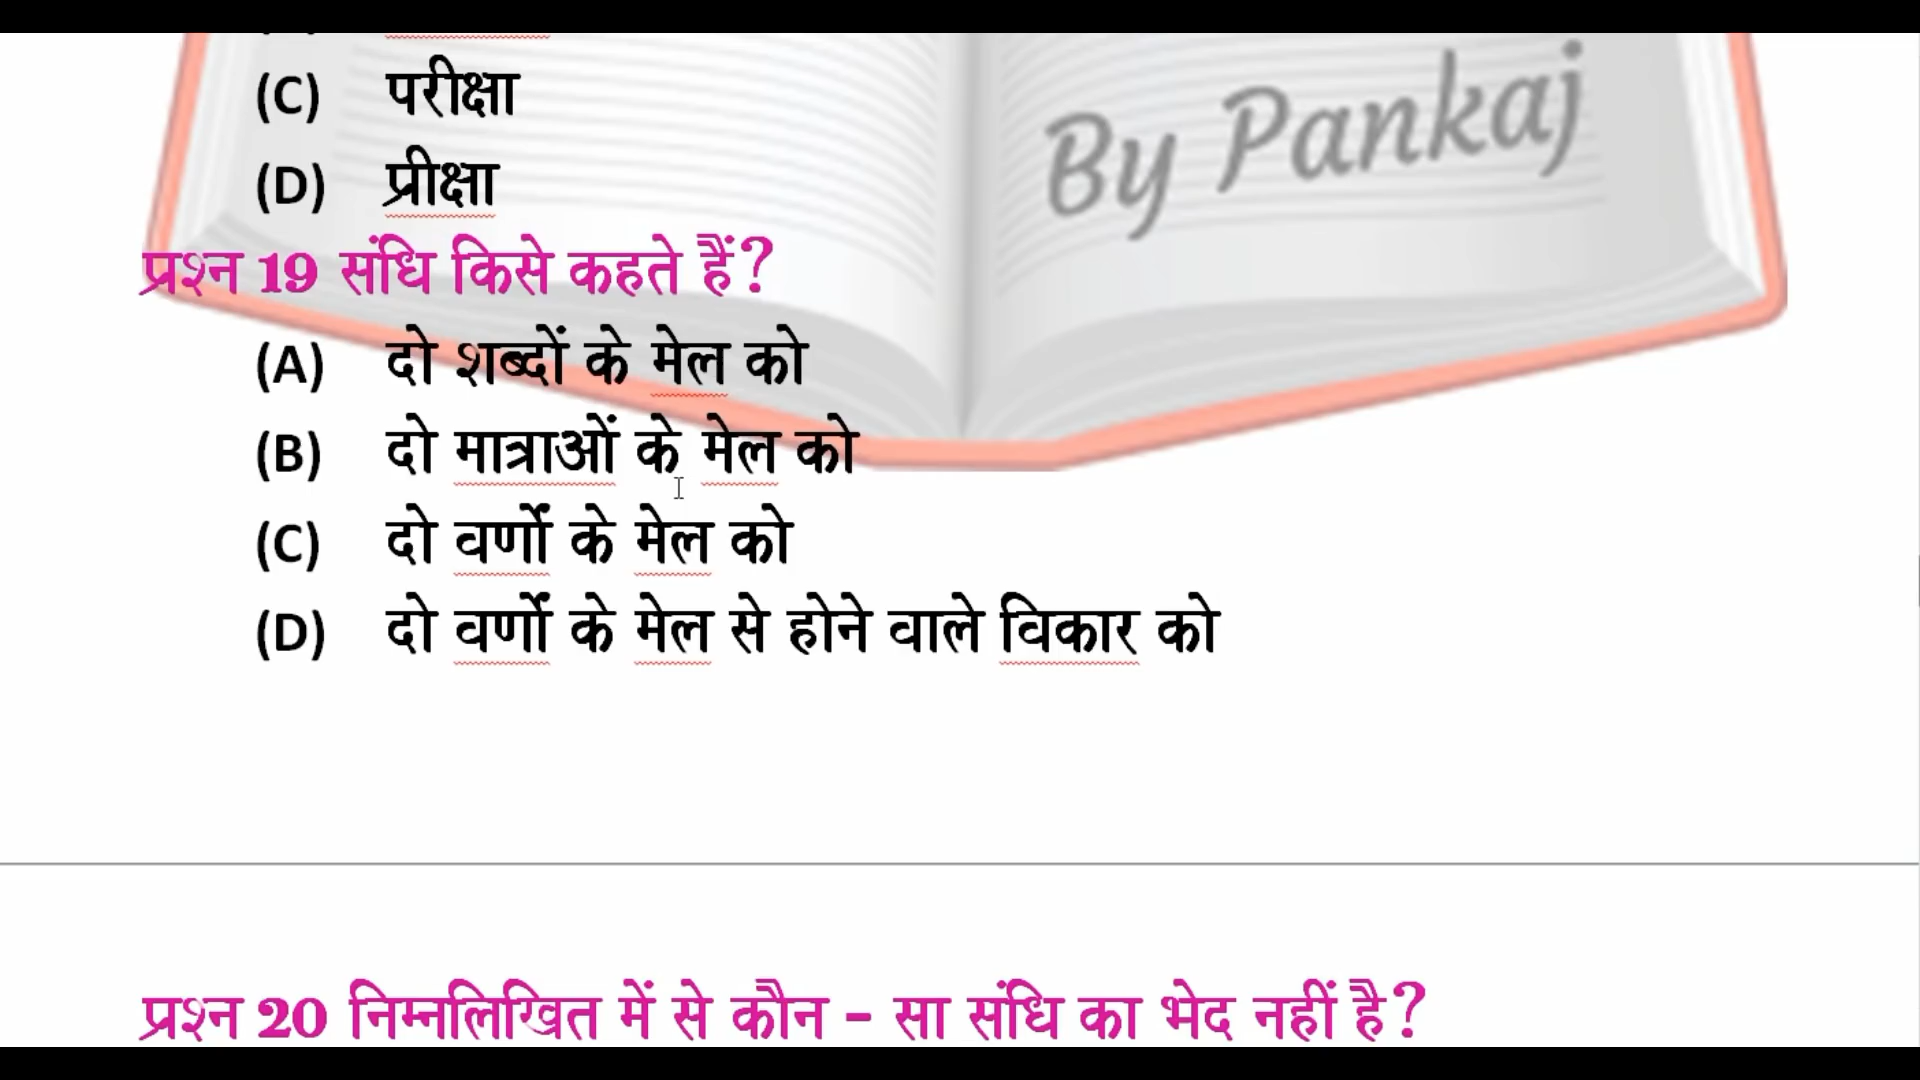 (C) परीक्षा
By Pankaj
(D) प्रीक्षा
प्रश्न 19 संधि किसे कहते हैं?
(A) दो शब्दों के मेल को
(B) दो मात्राओं के मेल को
(C) दो वर्णो के मेल को
(D) दो वर्णो के मेल से होने वाले विकार को
प्रश्न 20 निम्नलिखित में से कौन - सा संधि का भेद नहीं है?